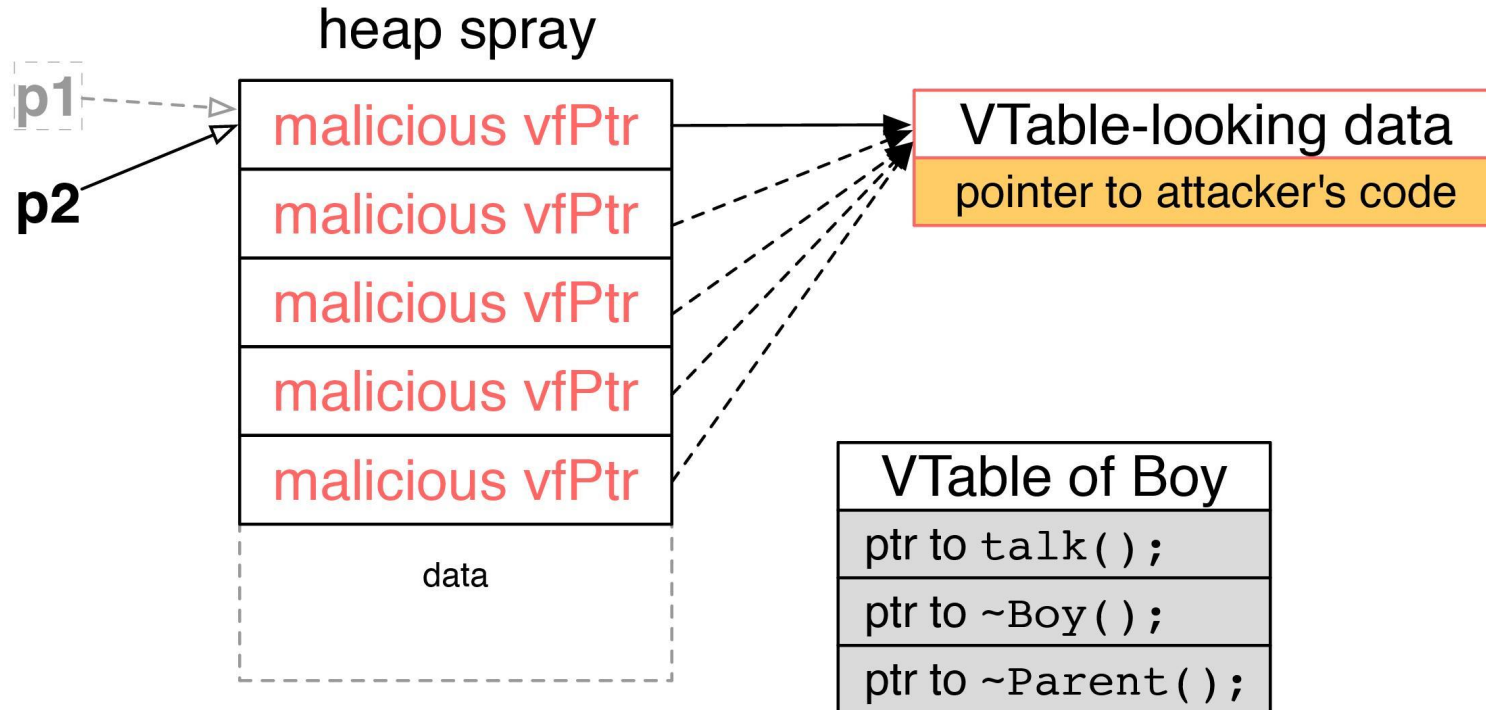 heap spray
p1
p2
malicious vfPtr
malicious vfPtr
malicious vfPtr
malicious vfPtr
malicious vfPtr
data
VTable-looking data
pointer to attacker's code
VTable of Boy
ptr to talk();
ptr to ~Boy();
ptr to ~Parent();